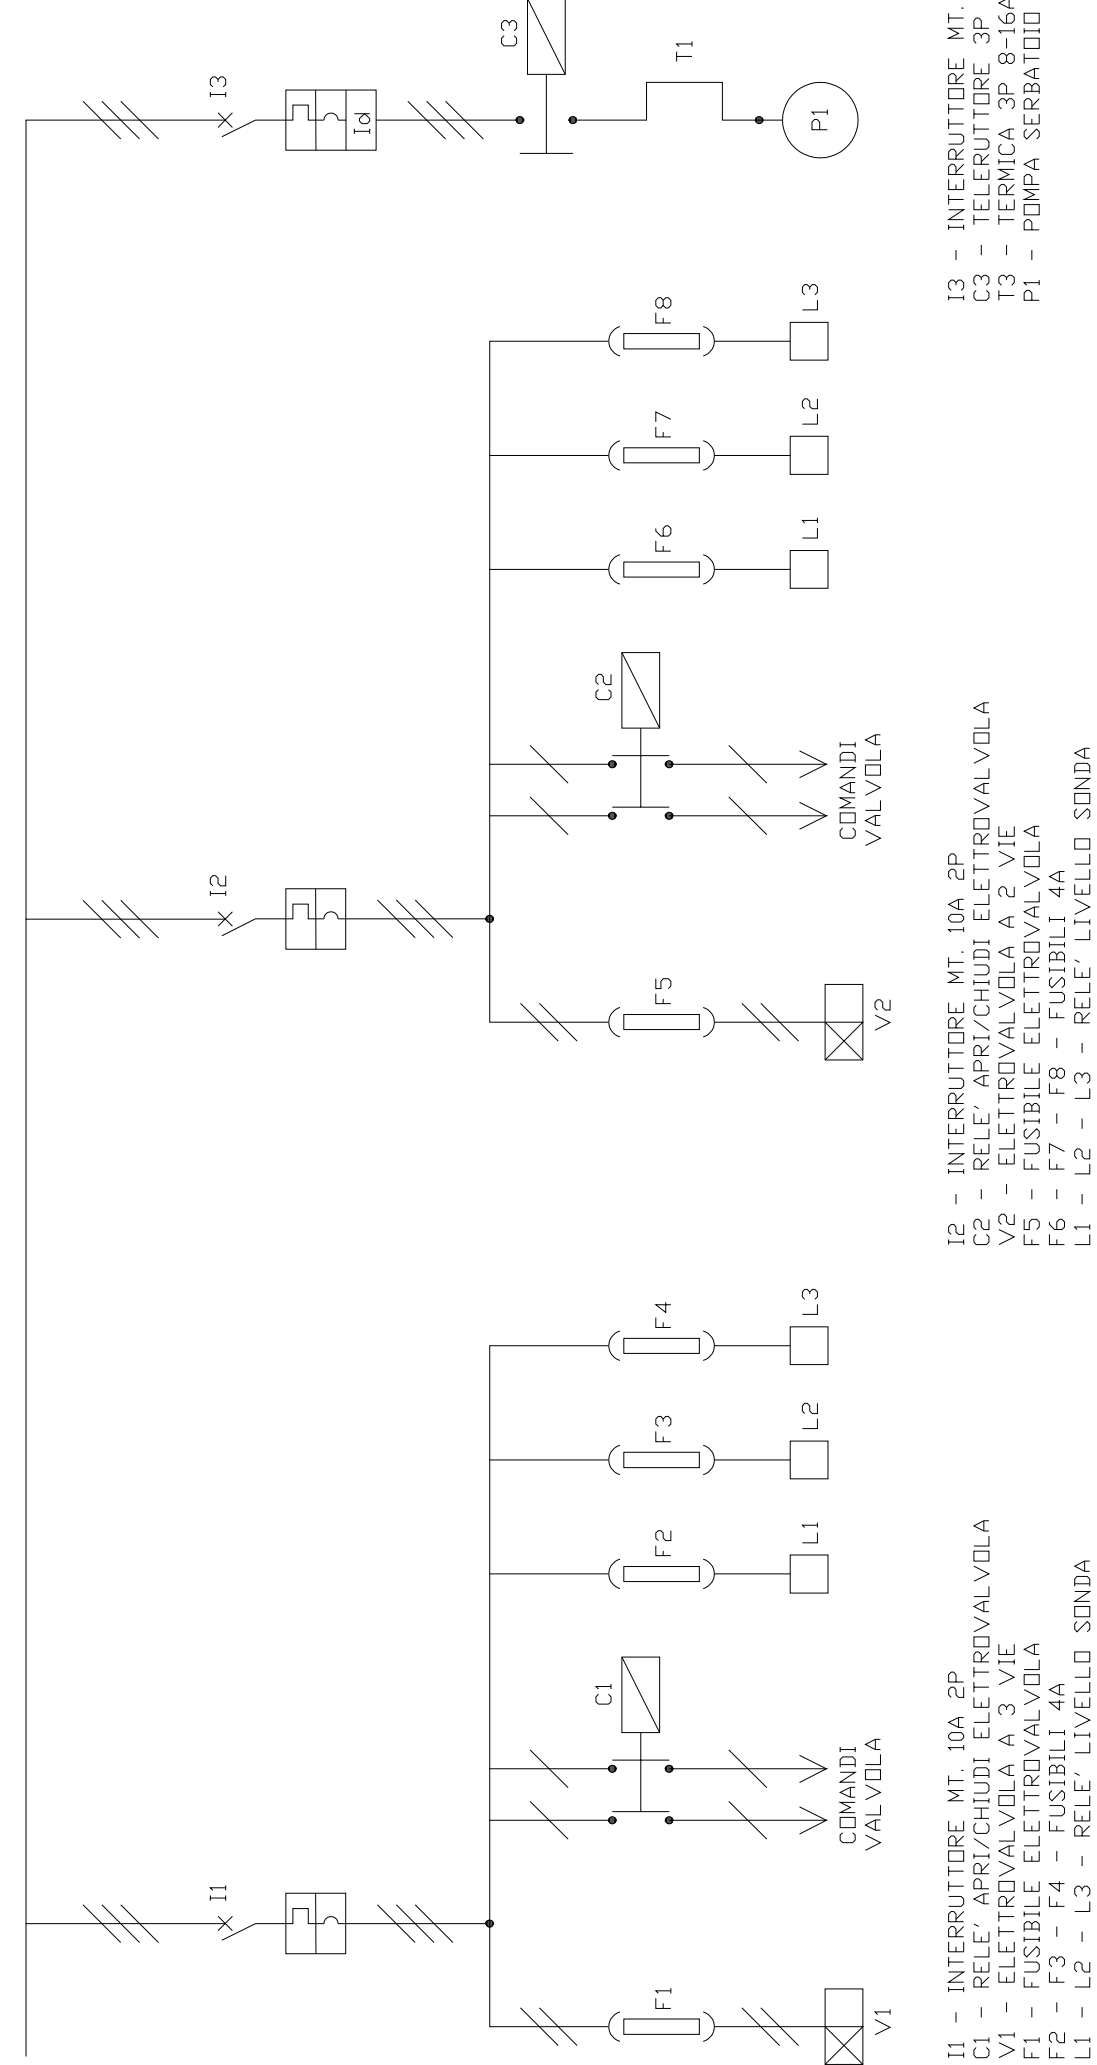 I1
I2
I3
Id
C3
T1
P1
F1
V1
C1
COMANDI
VALVOLA
F2
F3
F4
L1
L2
L3
F5
V2
C2
COMANDI
VALVOLA
F6
F7
F8
L1
L2
L3
I1 - INTERRUTTORE MT. 10A 2P
C1 - RELE' APRI/CHIUDI ELETTROVALVOLA
V1 - ELETTROVALVOLA A 3 VIE
F1 - FUSIBILE ELETTROVALVOLA
F2 - F3 - F4 - FUSIBILI 4A
L1 - L2 - L3 - RELE' LIVELLO SONDA
I2 - INTERRUTTORE MT. 10A 2P
C2 - RELE' APRI/CHIUDI ELETTROVALVOLA
V2 - ELETTROVALVOLA A 2 VIE
F5 - FUSIBILE ELETTROVALVOLA
F6 - F7 - F8 - FUSIBILI 4A
L1 - L2 - L3 - RELE' LIVELLO SONDA
I3 - INTERRUTTORE MT.
C3 - TELERUTTORE 3P
T3 - TERMICA 3P 8-16A
P1 - POMPA SERBATOIO